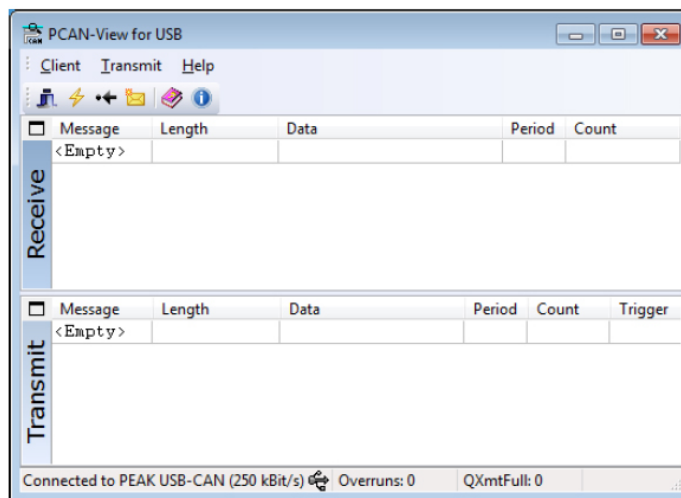 PCAN-View for USB
Client Transmit Help
Message Length Data Period Count
<Empty>
Receive
Message Length Data Period Count Trigger
<Empty>
Transmit
Connected to PEAK USB-CAN (250 kBit/s) Overruns: 0 QXmtFull: 0